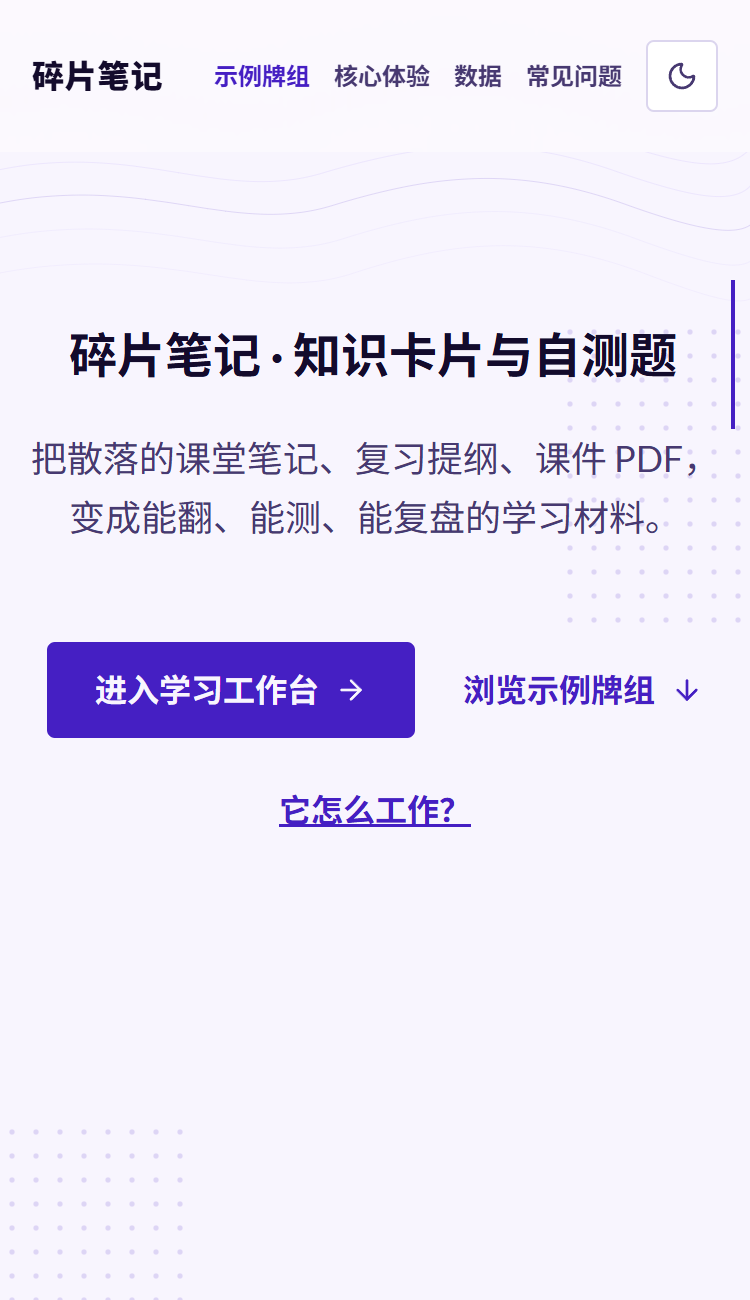 碎片笔记
示例牌组 核心体验 数据 常见问题
碎片笔记 · 知识卡片与自测题
把散落的课堂笔记、复习提纲、课件 PDF，
变成能翻、能测、能复盘的学习材料。
进入学习工作台 →
浏览示例牌组 ↓
它怎么工作？